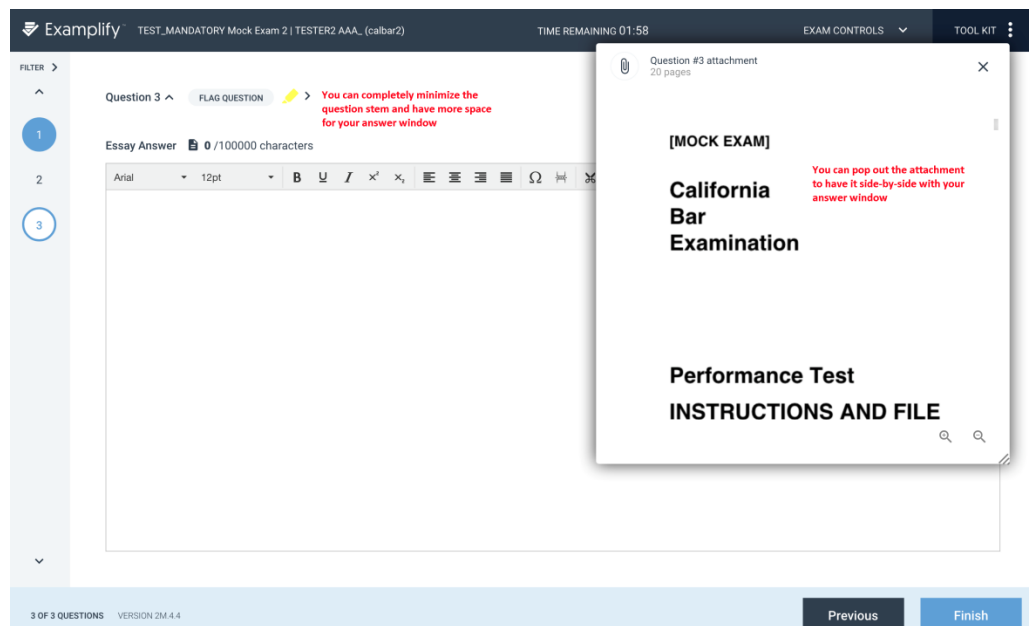 Examplify
TEST_MANDATORY Mock Exam 2 | TESTER2 AAA_ (calbar2)
TIME REMAINING 01:58
EXAM CONTROLS
TOOL KIT
FILTER
1
2
3
Question 3
FLAG QUESTION
You can completely minimize the
question stem and have more space
for your answer window
Essay Answer 0 /100000 characters
Arial 12pt B U I x² x₂ Ω
Question #3 attachment
20 pages
[MOCK EXAM]
You can pop out the attachment
to have it side-by-side with your
answer window
California
Bar
Examination
Performance Test
INSTRUCTIONS AND FILE
3 OF 3 QUESTIONS VERSION 2M.4.4
Previous
Finish